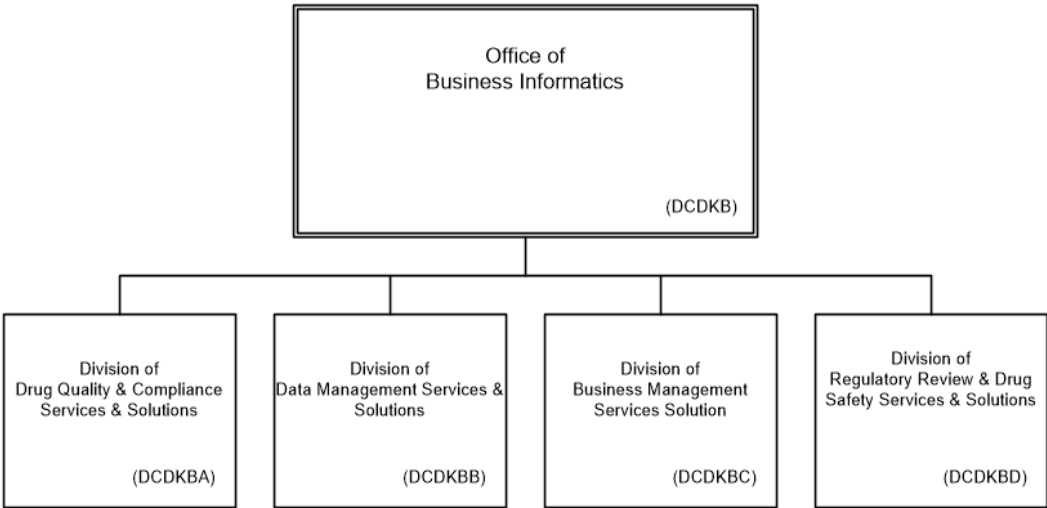 Office of
Business Informatics
(DCDKB)
Division of
Drug Quality & Compliance
Services & Solutions
(DCDKBA)
Division of
Data Management Services &
Solutions
(DCDKBB)
Division of
Business Management
Services Solution
(DCDKBC)
Division of
Regulatory Review & Drug
Safety Services & Solutions
(DCDKBD)